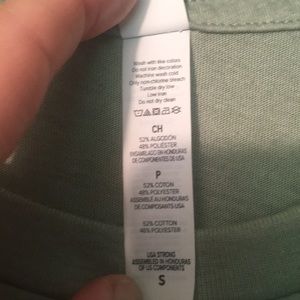 Wash with like colors
Do not iron decoration
Machine wash cold
Only non-chlorine bleach
Tumble dry low
Low iron
Do not dry clean
CH
52% ALGODÓN
48% POLIÉSTER
ENSAMBLADO EN HONDURAS
DE COMPONENTES DE USA
P
52% COTON
48% POLYESTER
ASSEMBLÉ AU HONDURAS
DE COMPOSANTS USA
52% COTTON
48% POLYESTER
USA STRONG
ASSEMBLED IN HONDURAS
OF US COMPONENTS
S